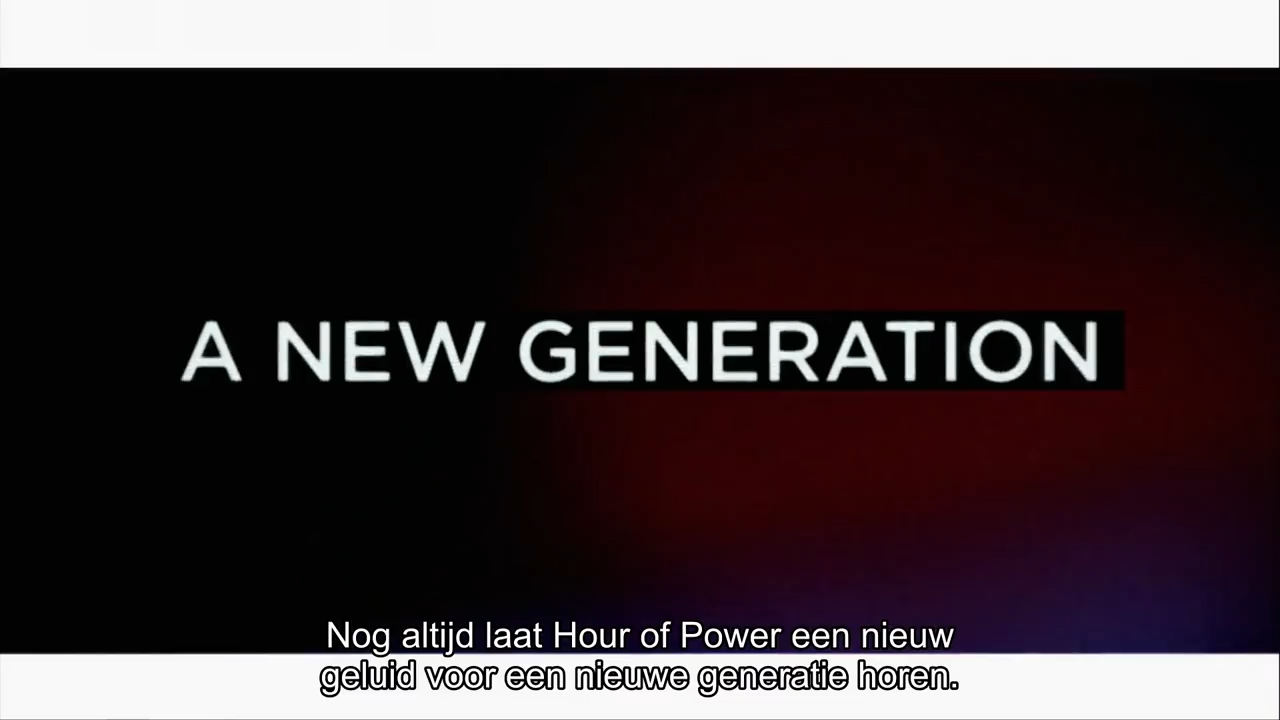 A NEW GENERATION
Nog altijd laat Hour of Power een nieuw
geluid voor een nieuwe generatie horen.